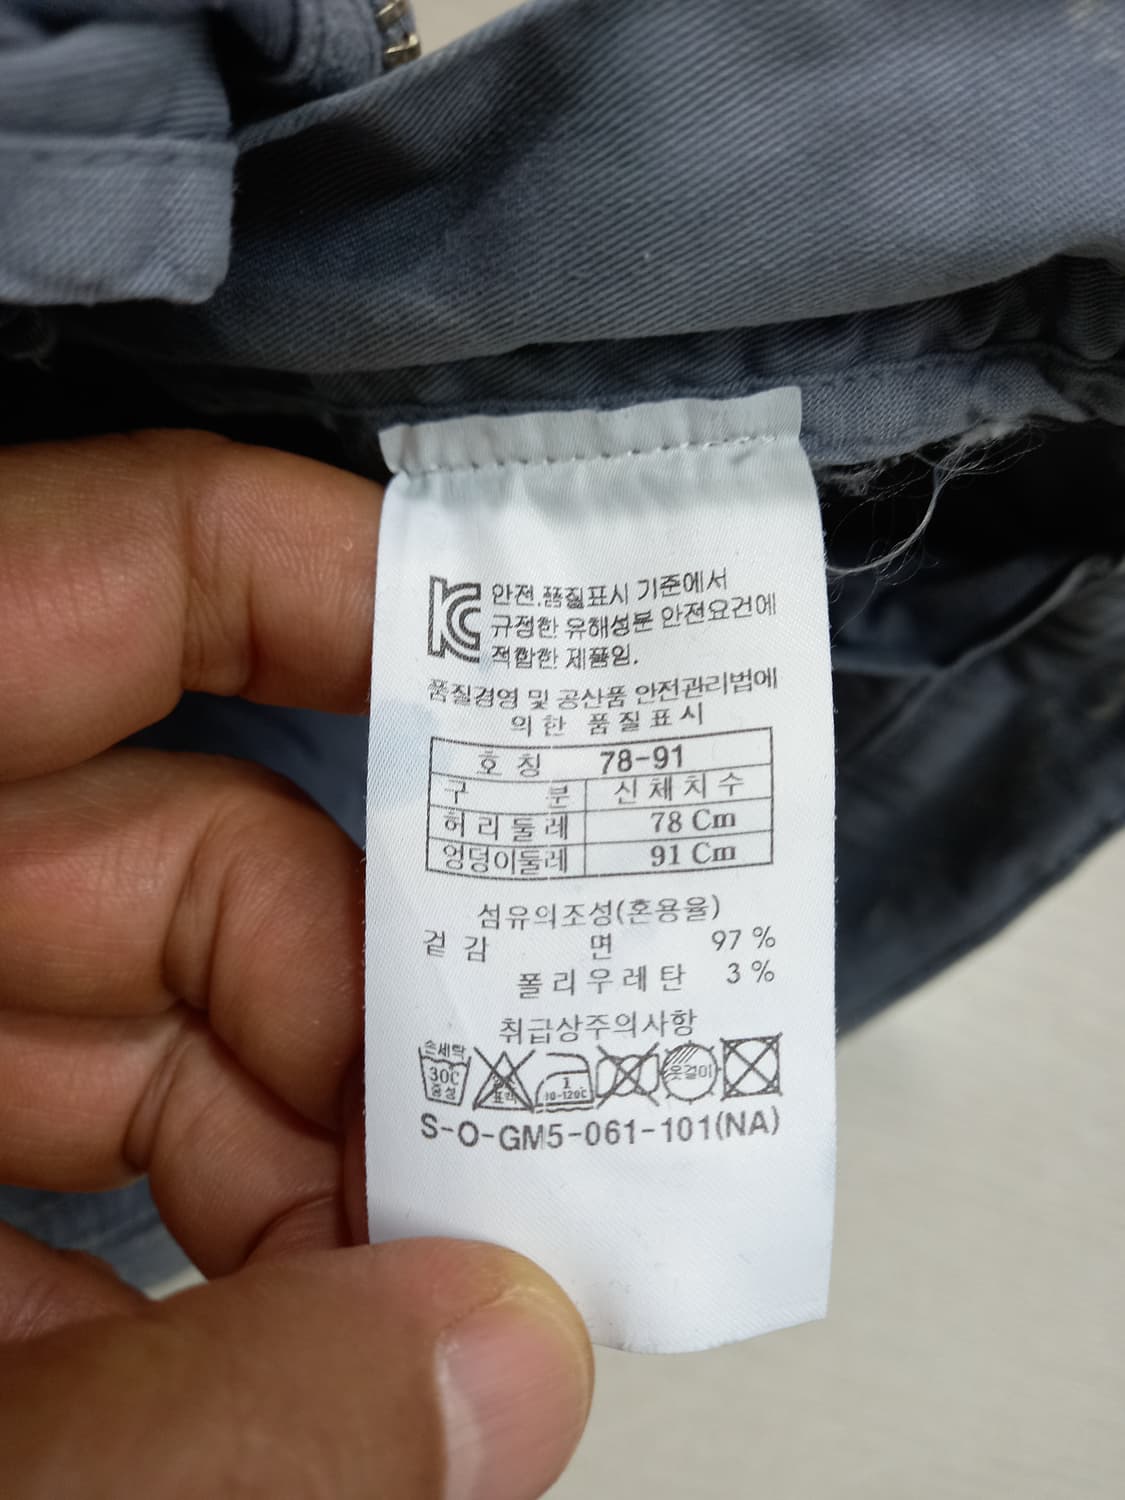 KC 안전.품질표시 기준에서
규정한 유해성분 안전요건에
적합한 제품임.
품질경영 및 공산품 안전관리법에
의한 품질표시
호칭 78-91
구 분 신체치수
허리둘레 78 Cm
엉덩이둘레 91 Cm
섬유의조성(혼용율)
겉감 면 97 %
폴리우레탄 3 %
취급상주의사항
손세탁
30C
중성
1
옷걸이
S-O-GM5-061-101(NA)